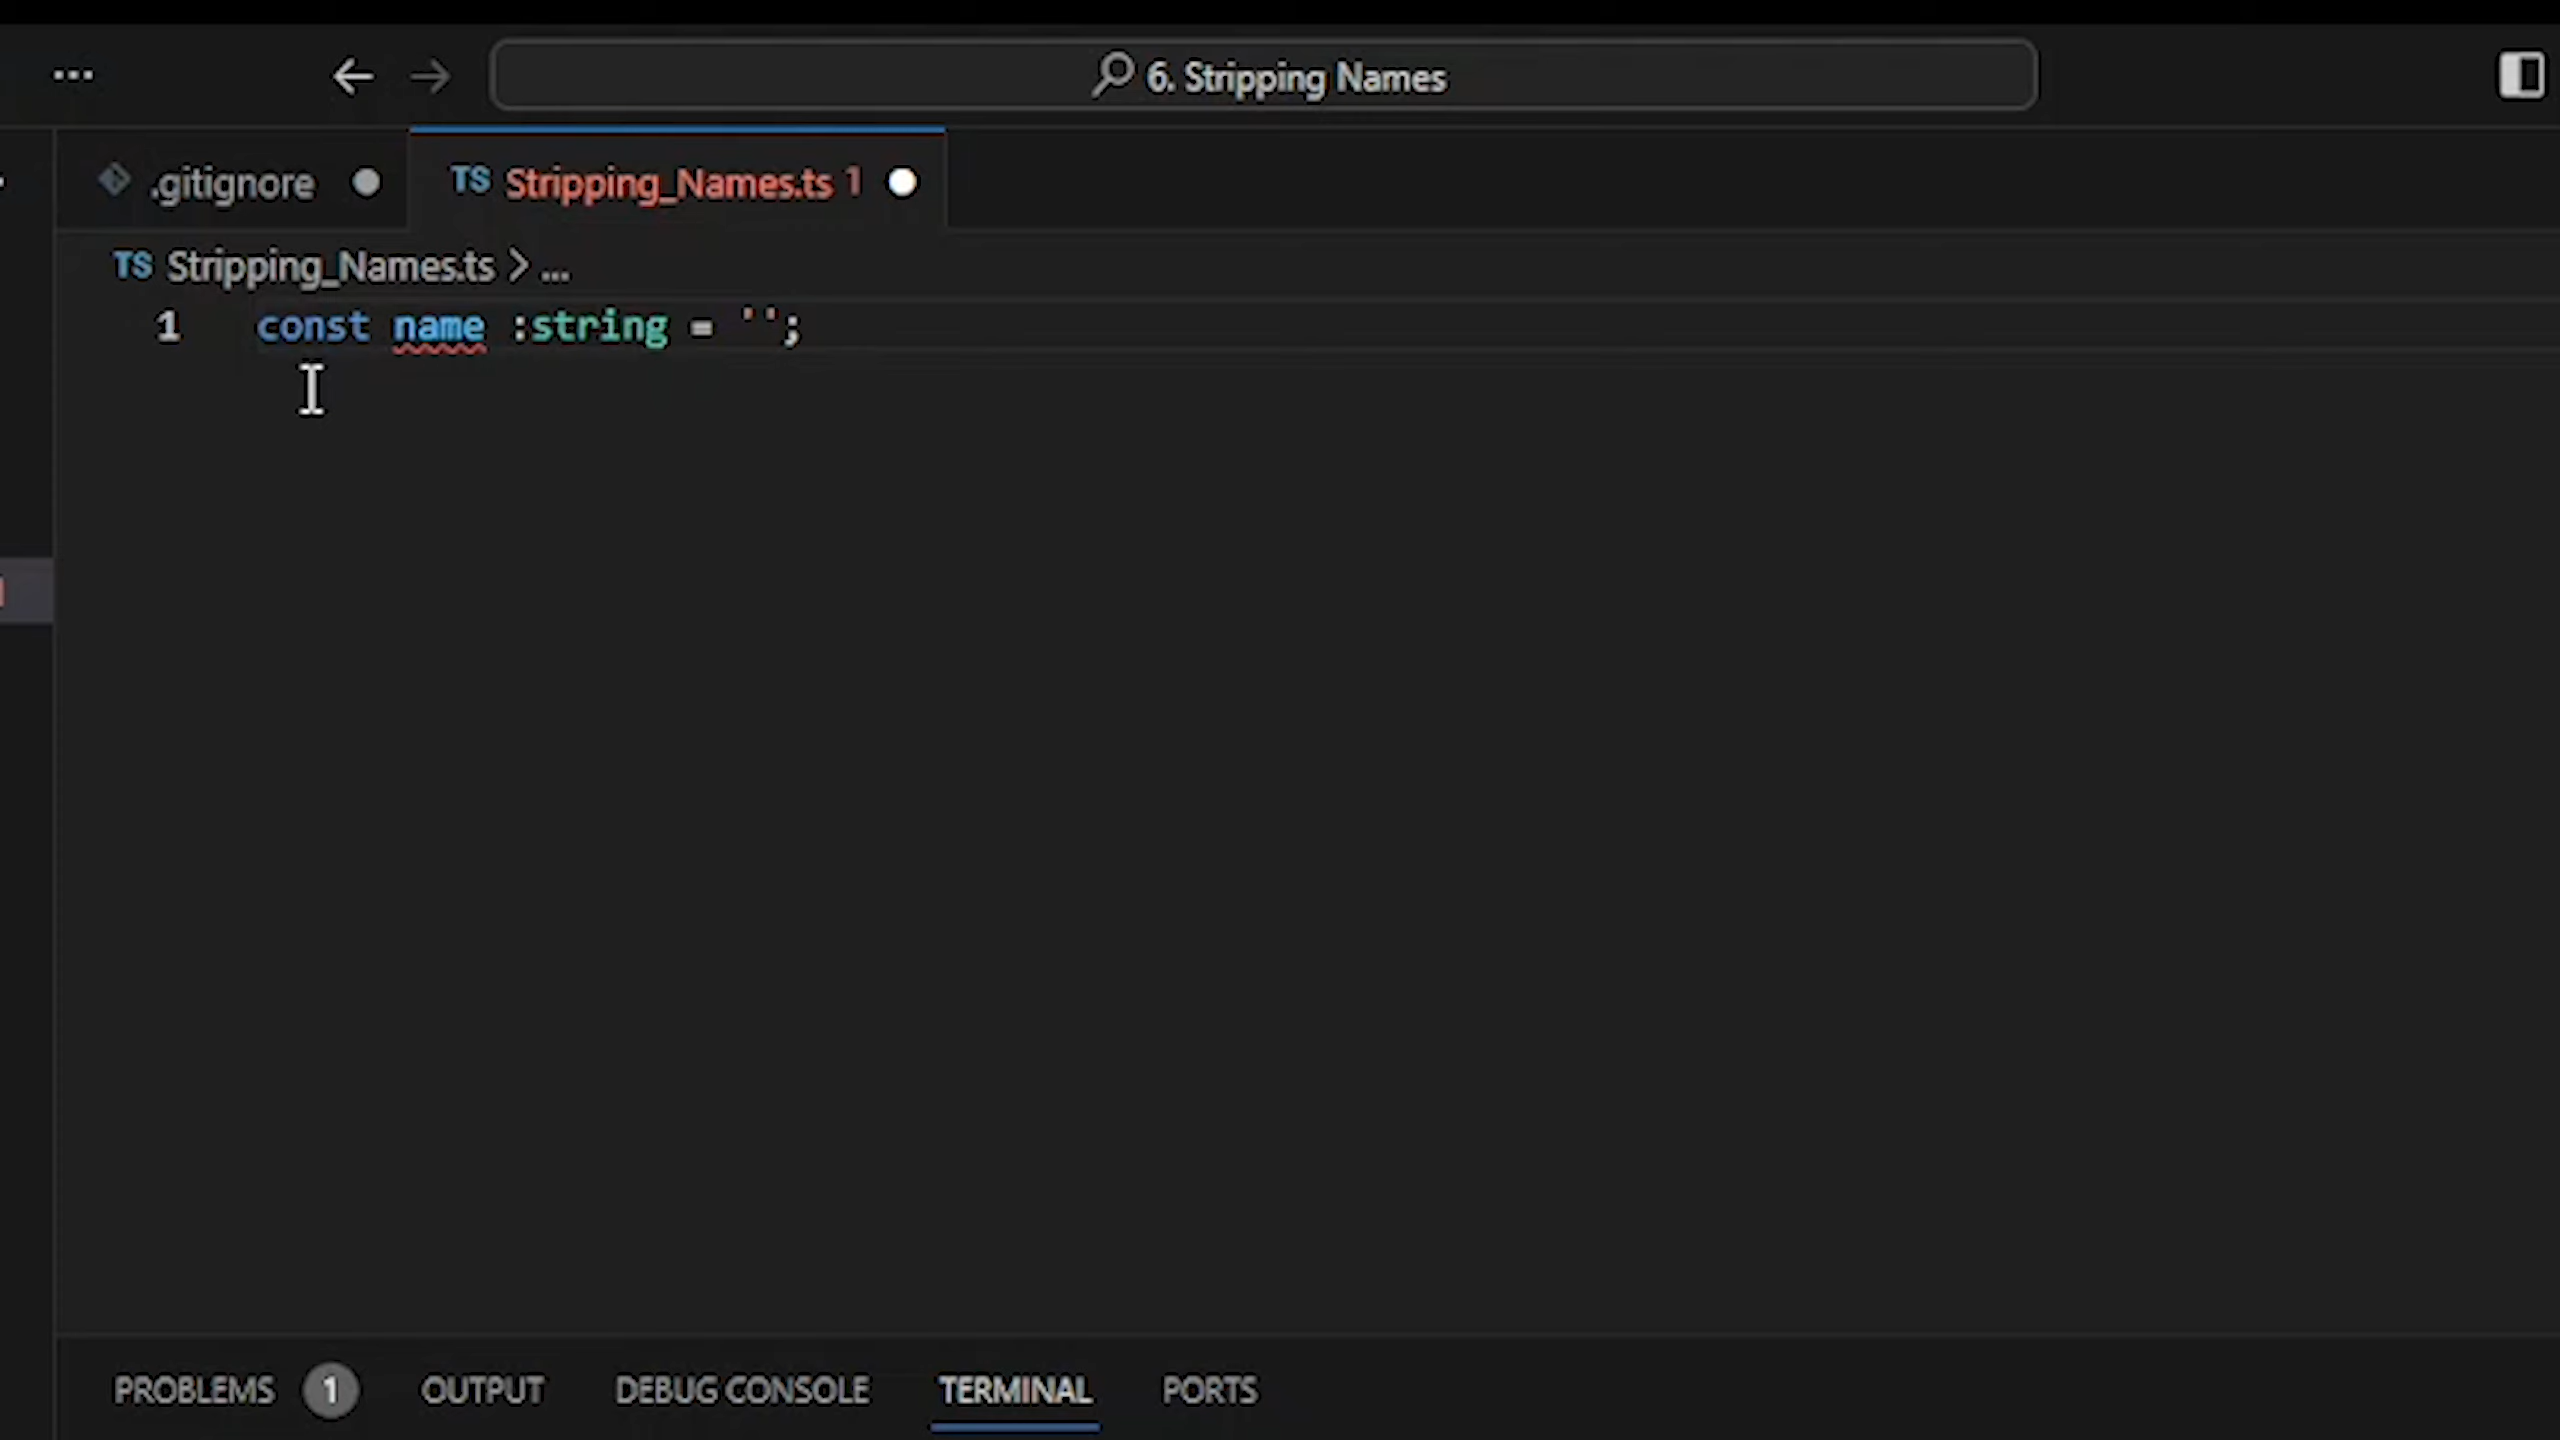 6. Stripping Names
.gitignore
TS Stripping_Names.ts 1
TS Stripping_Names.ts > ...
1 const name :string = '';
PROBLEMS 1 OUTPUT DEBUG CONSOLE TERMINAL PORTS